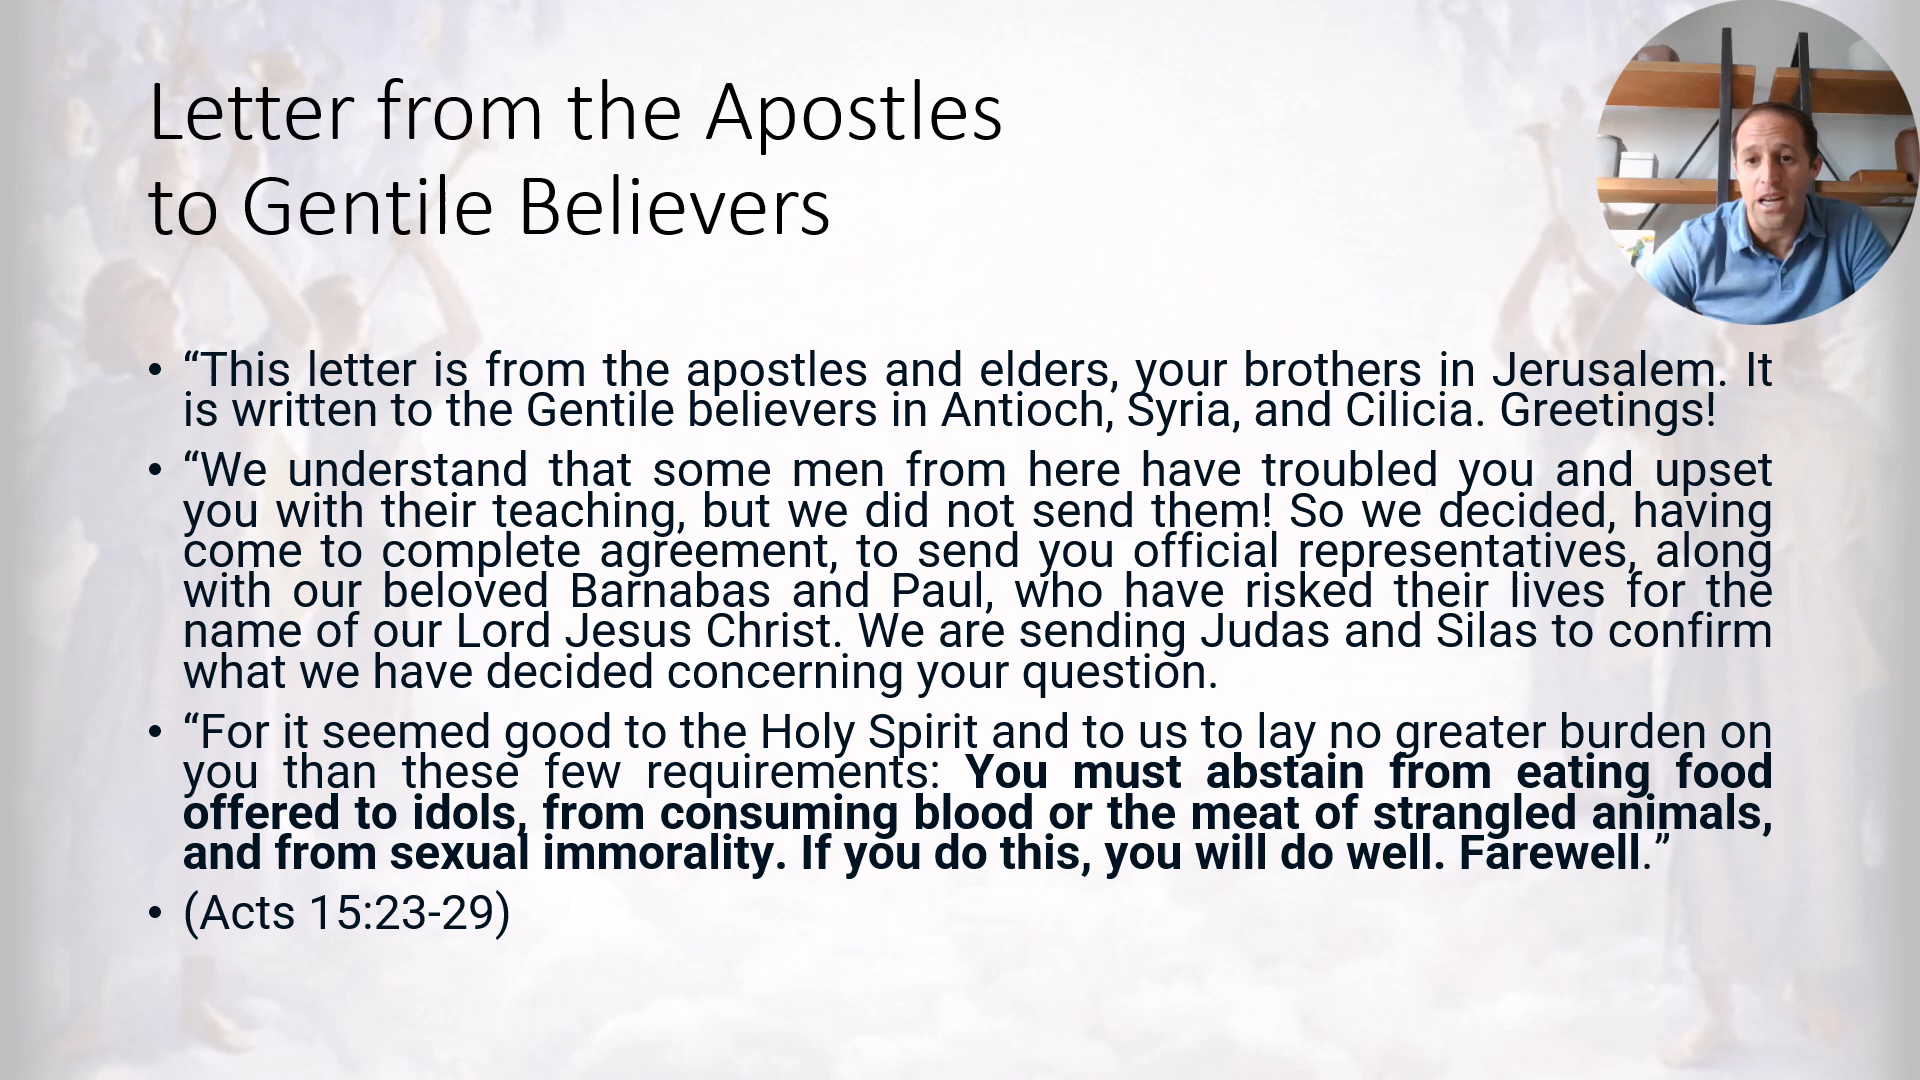 Letter from the Apostles
to Gentile Believers
• “This letter is from the apostles and elders, your brothers in Jerusalem. It
is written to the Gentile believers in Antioch, Syria, and Cilicia. Greetings!
• “We understand that some men from here have troubled you and upset
you with their teaching, but we did not send them! So we decided, having
come to complete agreement, to send you official representatives, along
with our beloved Barnabas and Paul, who have risked their lives for the
name of our Lord Jesus Christ. We are sending Judas and Silas to confirm
what we have decided concerning your question.
• “For it seemed good to the Holy Spirit and to us to lay no greater burden on
you than these few requirements: You must abstain from eating food
offered to idols, from consuming blood or the meat of strangled animals,
and from sexual immorality. If you do this, you will do well. Farewell.”
• (Acts 15:23-29)